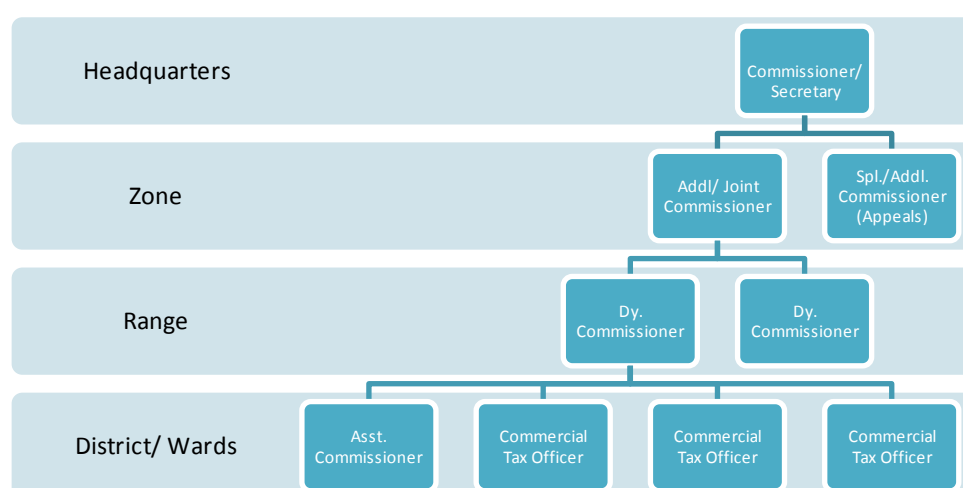 Headquarters
Commissioner/
Secretary
Zone
Addl/ Joint
Commissioner
Spl./Addl.
Commissioner
(Appeals)
Range
Dy.
Commissioner
Dy.
Commissioner
District/ Wards
Asst.
Commissioner
Commercial
Tax Officer
Commercial
Tax Officer
Commercial
Tax Officer